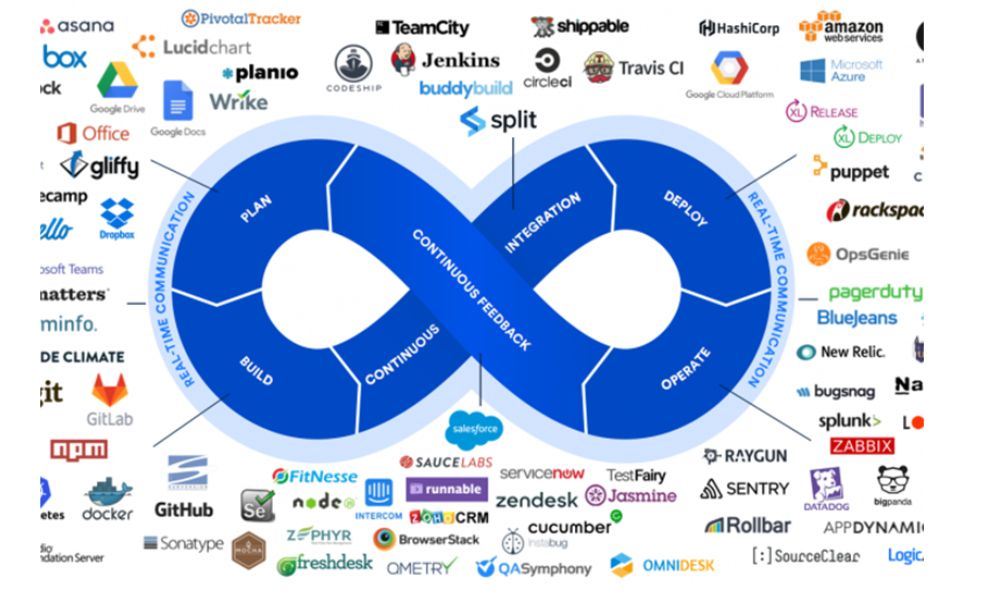 asana
PivotalTracker
TeamCity
shippable
HashiCorp
amazon
web services
box
Lucidchart
CODESHIP
Jenkins
circleci
Travis CI
Google Cloud Platform
Microsoft
Azure
ock
Google Drive
planio
buddybuild
Wrike
Google Docs
split
XL RELEASE
XL DEPLOY
Office
gliffy
puppet
ecamp
ello
Dropbox
rackspac
OpsGenie
osoft Teams
matters
minfo.
pagerduty
BlueJeans
DE CLIMATE
New Relic.
git
GitLab
bugsnag
Na
splunk>
LO
ZABBIX
npm
REAL-TIME COMMUNICATION
PLAN
BUILD
CONTINUOUS
INTEGRATION
CONTINUOUS FEEDBACK
DEPLOY
OPERATE
REAL-TIME COMMUNICATION
salesforce
SAUCELABS
FitNesse
servicenow
TestFairy
RAYGUN
etes
docker
SUBVERSION
GitHub
Se
node
INTERCOM
runnable
zendesk
Jasmine
SENTRY
DATADOG
bigpanda
ZOHO CRM
cucumber
instabug
Rollbar
APPDYNAMIC
dio
ndation Server
Sonatype
MOCHA
ZEPHYR
BrowserStack
freshdesk
QMETRY
QASymphony
OMNIDESK
[:]SourceClear
Logic.